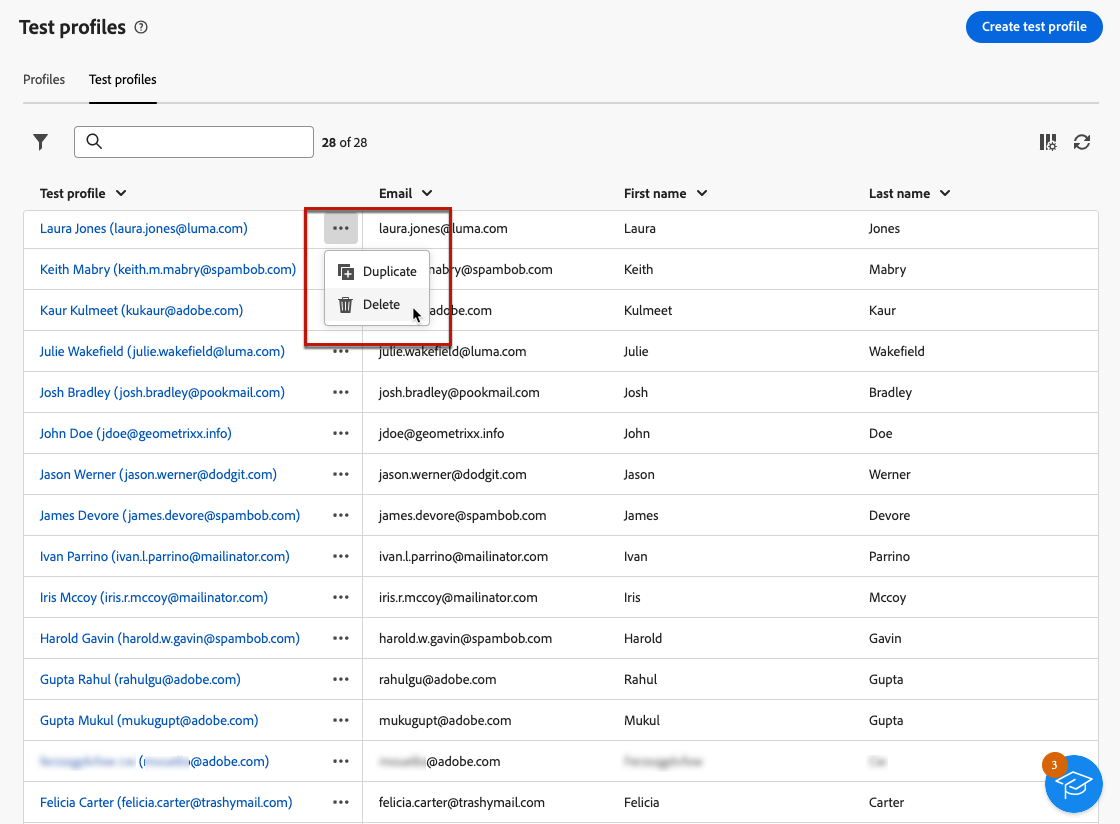 Test profiles
Create test profile
Profiles Test profiles
28 of 28
Test profile Email First name Last name
Laura Jones (laura.jones@luma.com) laura.jones@luma.com Laura Jones
Keith Mabry (keith.m.mabry@spambob.com) mabry@spambob.com Keith Mabry
Duplicate
Kaur Kulmeet (kukaur@adobe.com) adobe.com Kulmeet Kaur
Delete
Julie Wakefield (julie.wakefield@luma.com) julie.wakefield@luma.com Julie Wakefield
Josh Bradley (josh.bradley@pookmail.com) josh.bradley@pookmail.com Josh Bradley
John Doe (jdoe@geometrixx.info) jdoe@geometrixx.info John Doe
Jason Werner (jason.werner@dodgit.com) jason.werner@dodgit.com Jason Werner
James Devore (james.devore@spambob.com) james.devore@spambob.com James Devore
Ivan Parrino (ivan.l.parrino@mailinator.com) ivan.l.parrino@mailinator.com Ivan Parrino
Iris Mccoy (iris.r.mccoy@mailinator.com) iris.r.mccoy@mailinator.com Iris Mccoy
Harold Gavin (harold.w.gavin@spambob.com) harold.w.gavin@spambob.com Harold Gavin
Gupta Rahul (rahulgu@adobe.com) rahulgu@adobe.com Rahul Gupta
Gupta Mukul (mukugupt@adobe.com) mukugupt@adobe.com Mukul Gupta
@adobe.com) @adobe.com
3
Felicia Carter (felicia.carter@trashymail.com) felicia.carter@trashymail.com Felicia Carter